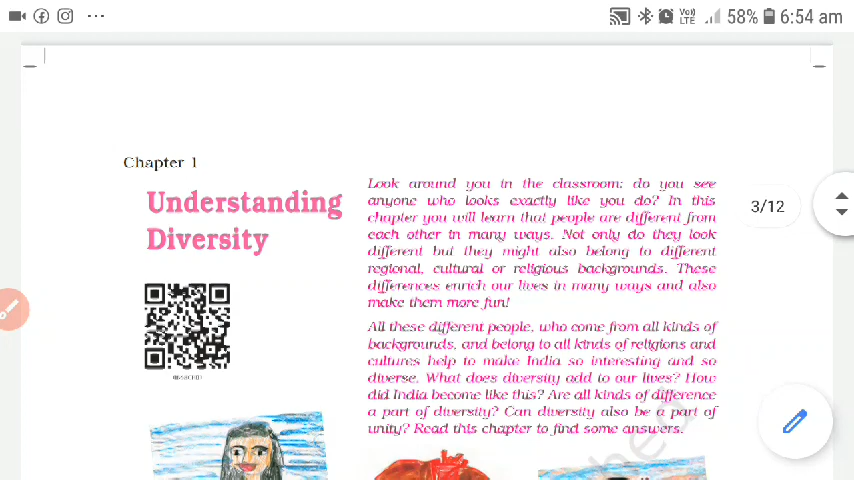 Vo))
LTE
58%
6:54 am
Chapter 1
Understanding
Diversity
Look around you in the classroom: do you see
anyone who looks exactly like you do? In this
chapter you will learn that people are different from
each other in many ways. Not only do they look
different but they might also belong to different
regional, cultural or religious backgrounds. These
differences enrich our lives in many ways and also
make them more fun!
All these different people, who come from all kinds of
backgrounds, and belong to all kinds of religions and
cultures help to make India so interesting and so
diverse. What does diversity add to our lives? How
did India become like this? Are all kinds of difference
a part of diversity? Can diversity also be a part of
unity? Read this chapter to find some answers.
3/12